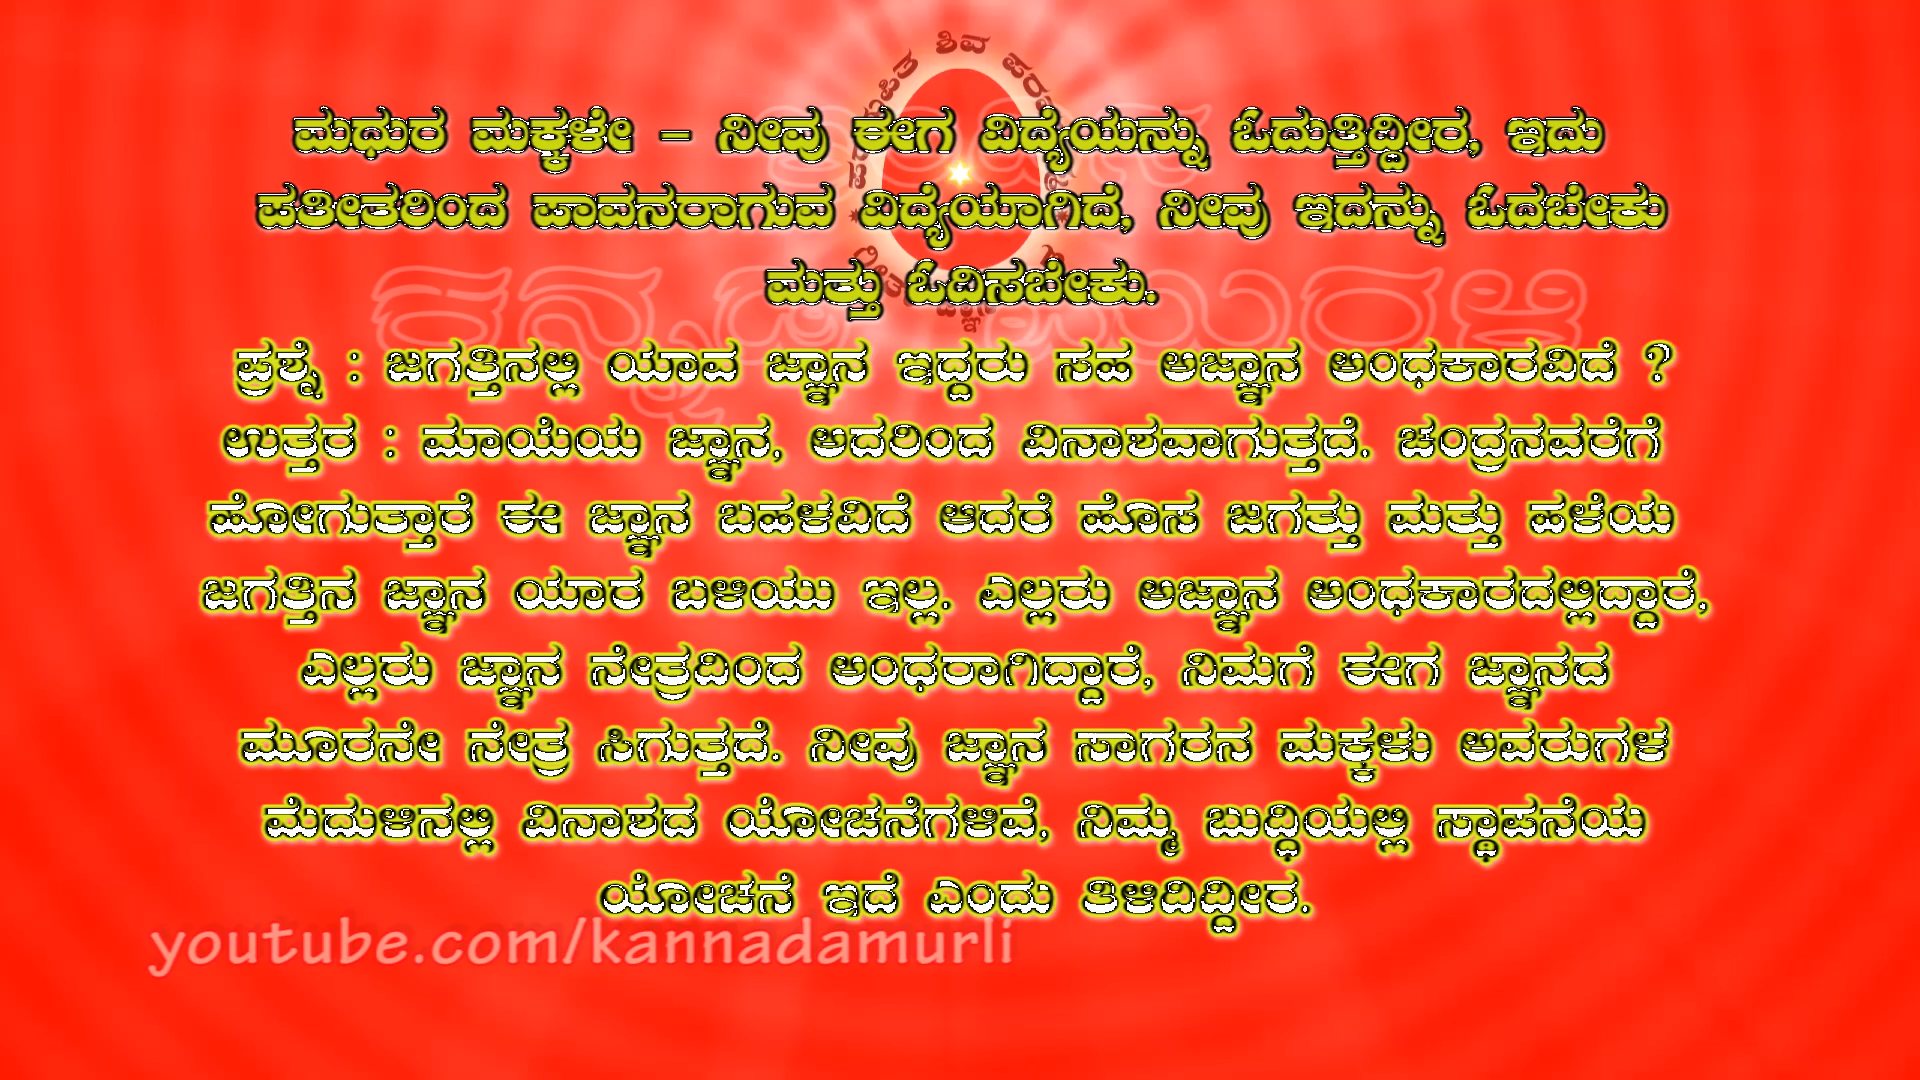 ಶಿವ
ಮಧುರ ಮಕ್ಕಳೇ – ನೀವು ಈಗ ವಿದ್ಯೆಯನ್ನು ಓದುತ್ತಿದ್ದೀರ, ಇದು
ಪತೀತರಿಂದ ಪಾವನರಾಗುವ ವಿದ್ಯೆಯಾಗಿದೆ, ನೀವು ಇದನ್ನು ಓದಬೇಕು
ಮತ್ತು ಓದಿಸಬೇಕು.
ಪ್ರಶ್ನೆ : ಜಗತ್ತಿನಲ್ಲಿ ಯಾವ ಜ್ಞಾನ ಇದ್ದರು ಸಹ ಅಜ್ಞಾನ ಅಂಧಕಾರವಿದೆ ?
ಉತ್ತರ : ಮಾಯೆಯ ಜ್ಞಾನ, ಅದರಿಂದ ವಿನಾಶವಾಗುತ್ತದೆ. ಚಂದ್ರನವರೆಗೆ
ಹೋಗುತ್ತಾರೆ ಈ ಜ್ಞಾನ ಬಹಳವಿದೆ ಆದರೆ ಹೊಸ ಜಗತ್ತು ಮತ್ತು ಹಳೆಯ
ಜಗತ್ತಿನ ಜ್ಞಾನ ಯಾರ ಬಳಿಯು ಇಲ್ಲ. ಎಲ್ಲರು ಅಜ್ಞಾನ ಅಂಧಕಾರದಲ್ಲಿದ್ದಾರೆ,
ಎಲ್ಲರು ಜ್ಞಾನ ನೇತ್ರದಿಂದ ಅಂಧರಾಗಿದ್ದಾರೆ, ನಿಮಗೆ ಈಗ ಜ್ಞಾನದ
ಮೂರನೇ ನೇತ್ರ ಸಿಗುತ್ತದೆ. ನೀವು ಜ್ಞಾನ ಸಾಗರನ ಮಕ್ಕಳು ಅವರುಗಳ
ಮೆದುಳಿನಲ್ಲಿ ವಿನಾಶದ ಯೋಚನೆಗಳಿವೆ, ನಿಮ್ಮ ಬುದ್ಧಿಯಲ್ಲಿ ಸ್ಥಾಪನೆಯ
ಯೋಚನೆ ಇದೆ ಎಂದು ತಿಳಿದಿದ್ದೀರ.
youtube.com/kannadamurli